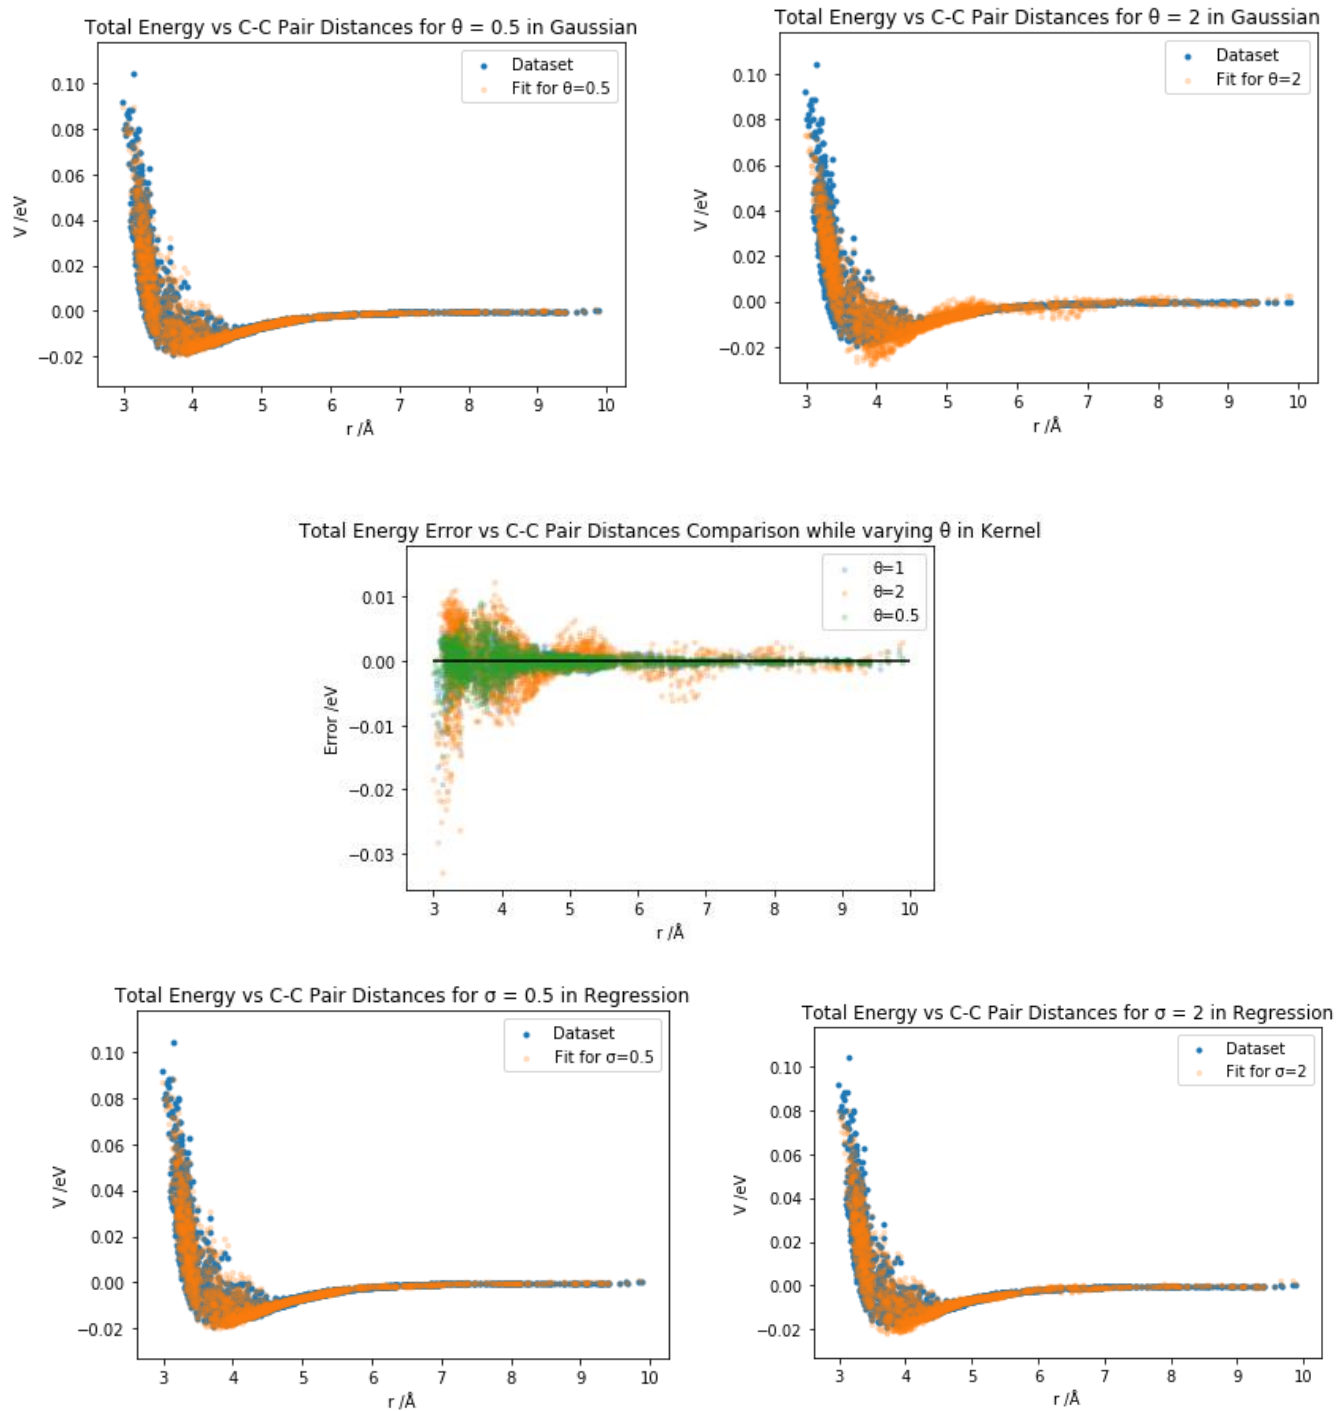 Total Energy vs C-C Pair Distances for θ = 0.5 in Gaussian
Dataset
Fit for θ=0.5
0.10
0.08
0.06
0.04
0.02
0.00
−0.02
V /eV
3 4 5 6 7 8 9 10
r /Å
Total Energy vs C-C Pair Distances for θ = 2 in Gaussian
Dataset
Fit for θ=2
0.10
0.08
0.06
0.04
0.02
0.00
−0.02
V /eV
3 4 5 6 7 8 9 10
r /Å
Total Energy Error vs C-C Pair Distances Comparison while varying θ in Kernel
θ=1
θ=2
θ=0.5
0.01
0.00
−0.01
−0.02
−0.03
Error /eV
3 4 5 6 7 8 9 10
r /Å
Total Energy vs C-C Pair Distances for σ = 0.5 in Regression
Dataset
Fit for σ=0.5
0.10
0.08
0.06
0.04
0.02
0.00
−0.02
V /eV
3 4 5 6 7 8 9 10
r /Å
Total Energy vs C-C Pair Distances for σ = 2 in Regression
Dataset
Fit for σ=2
0.10
0.08
0.06
0.04
0.02
0.00
−0.02
V /eV
3 4 5 6 7 8 9 10
r /Å